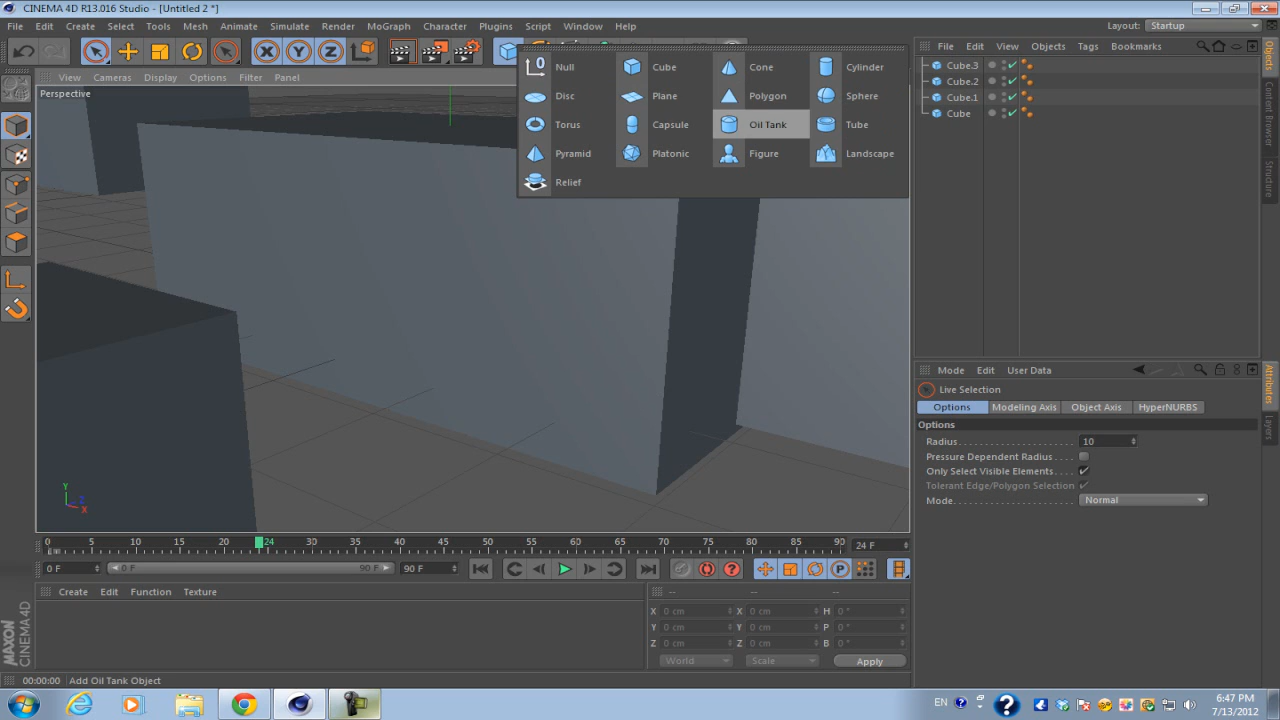 CINEMA 4D R13.016 Studio - [Untitled 2 *]
File Edit Create Select Tools Mesh Animate Simulate Render MoGraph Character Plugins Script Window Help
Layout: Startup
X Y Z
View Cameras Display Options Filter Panel
Perspective
Null Cube Cone Cylinder
Disc Plane Polygon Sphere
Torus Capsule Oil Tank Tube
Pyramid Platonic Figure Landscape
Relief
File Edit View Objects Tags Bookmarks
Cube.3
Cube.2
Cube.1
Cube
Objects
Content Browser
Structure
Mode Edit User Data
Live Selection
Options Modeling Axis Object Axis HyperNURBS
Options
Radius 10
Pressure Dependent Radius
Only Select Visible Elements
Tolerant Edge/Polygon Selection
Mode Normal
Attributes
Layers
Y
Z
X
0 5 10 15 20 24 30 35 40 45 50 55 60 65 70 75 80 85 90
24 F
0 F 0 F 90 F 90 F
P
Create Edit Function Texture
-- -- --
X 0 cm X 0 cm H 0 °
Y 0 cm Y 0 cm P 0 °
Z 0 cm Z 0 cm B 0 °
World Scale Apply
MAXON CINEMA 4D
00:00:00 Add Oil Tank Object
EN
6:47 PM
7/13/2012